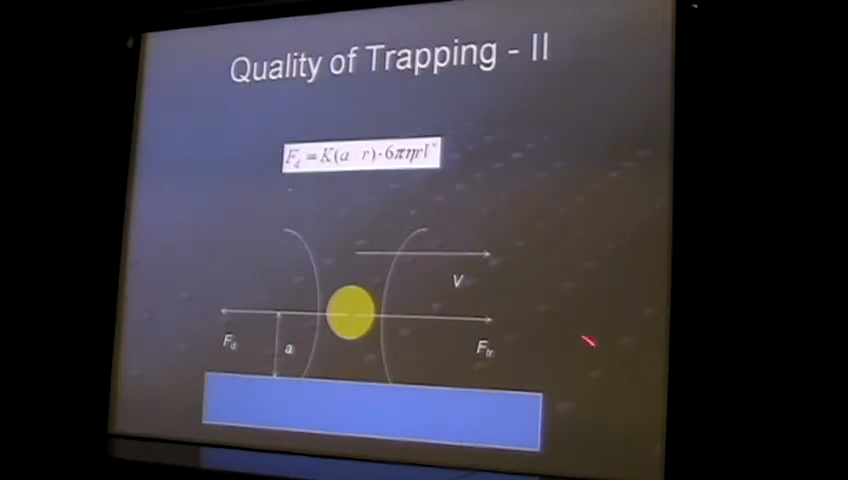 Quality of Trapping - II
F_d = K(a r)·6πηrV
V
F_d
a
F_tr